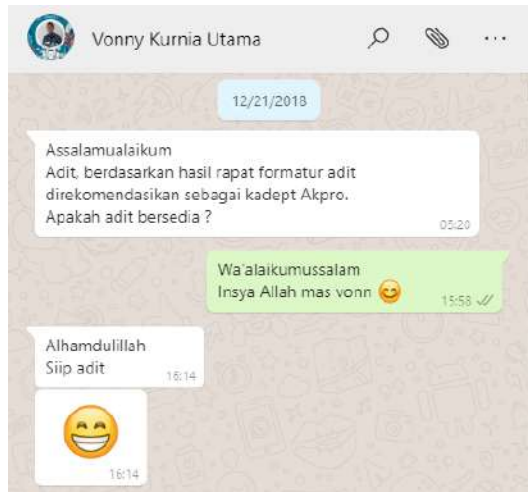 Vonny Kurnia Utama
12/21/2018
Assalamualaikum
Adit, berdasarkan hasil rapat formatur adit
direkomendasikan sebagai kadept Akpro.
Apakah adit bersedia ?
05:20
Wa'alaikumussalam
Insya Allah mas vonn
15:58
Alhamdulillah
Siip adit
16:14
16:14